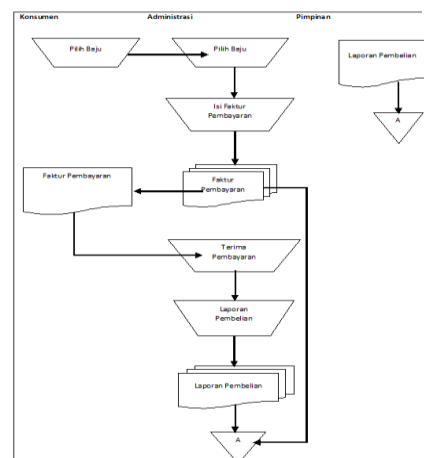 Konsumen
Administrasi
Pimpinan
Pilih Baju
Pilih Baju
Laporan Pembelian
A
Isi Faktur
Pembayaran
Faktur Pembayaran
Faktur
Pembayaran
Terima
Pembayaran
Laporan
Pembelian
Laporan Pembelian
A